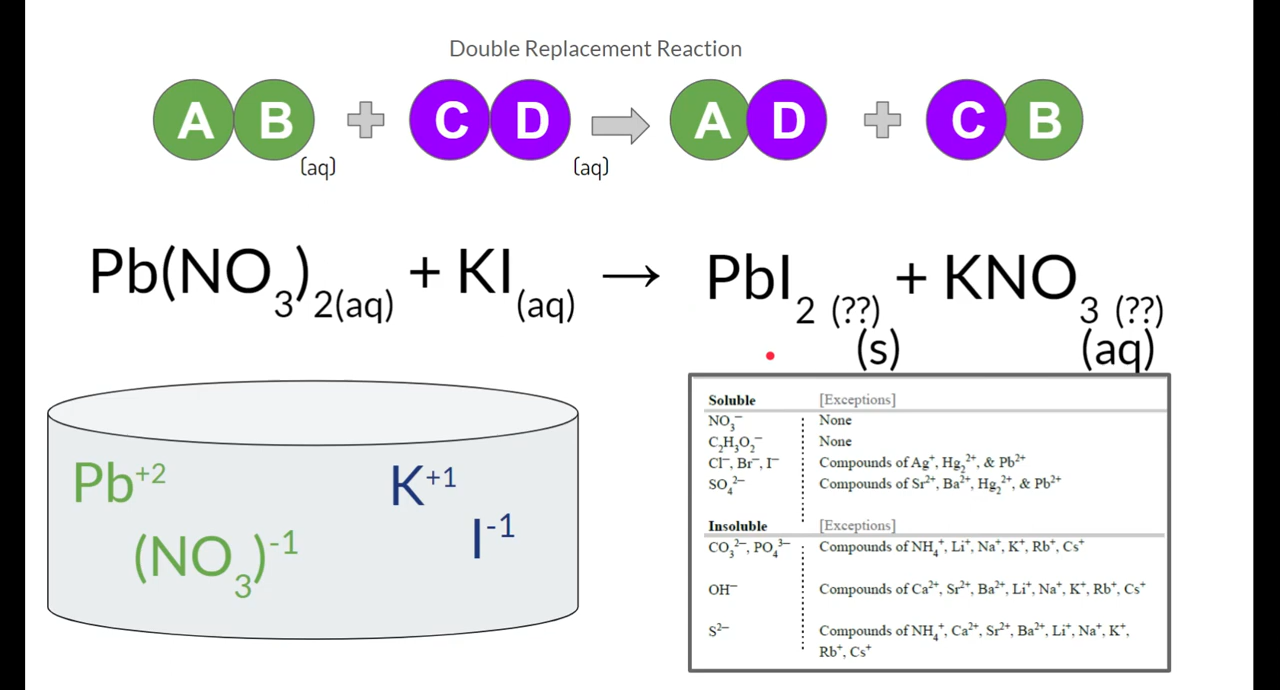 Double Replacement Reaction
A B (aq) + C D (aq) → A D + C B
Pb(NO₃)₂(aq) + KI(aq) → PbI₂ (??) + KNO₃ (??)
(s) (aq)
Pb⁺² K⁺¹
(NO₃)⁻¹ I⁻¹
Soluble [Exceptions]
NO₃⁻ None
C₂H₃O₂⁻ None
Cl⁻, Br⁻, I⁻ Compounds of Ag⁺, Hg₂²⁺, & Pb²⁺
SO₄²⁻ Compounds of Sr²⁺, Ba²⁺, Hg₂²⁺, & Pb²⁺
Insoluble [Exceptions]
CO₃²⁻, PO₄³⁻ Compounds of NH₄⁺, Li⁺, Na⁺, K⁺, Rb⁺, Cs⁺
OH⁻ Compounds of Ca²⁺, Sr²⁺, Ba²⁺, Li⁺, Na⁺, K⁺, Rb⁺, Cs⁺
S²⁻ Compounds of NH₄⁺, Ca²⁺, Sr²⁺, Ba²⁺, Li⁺, Na⁺, K⁺,
Rb⁺, Cs⁺